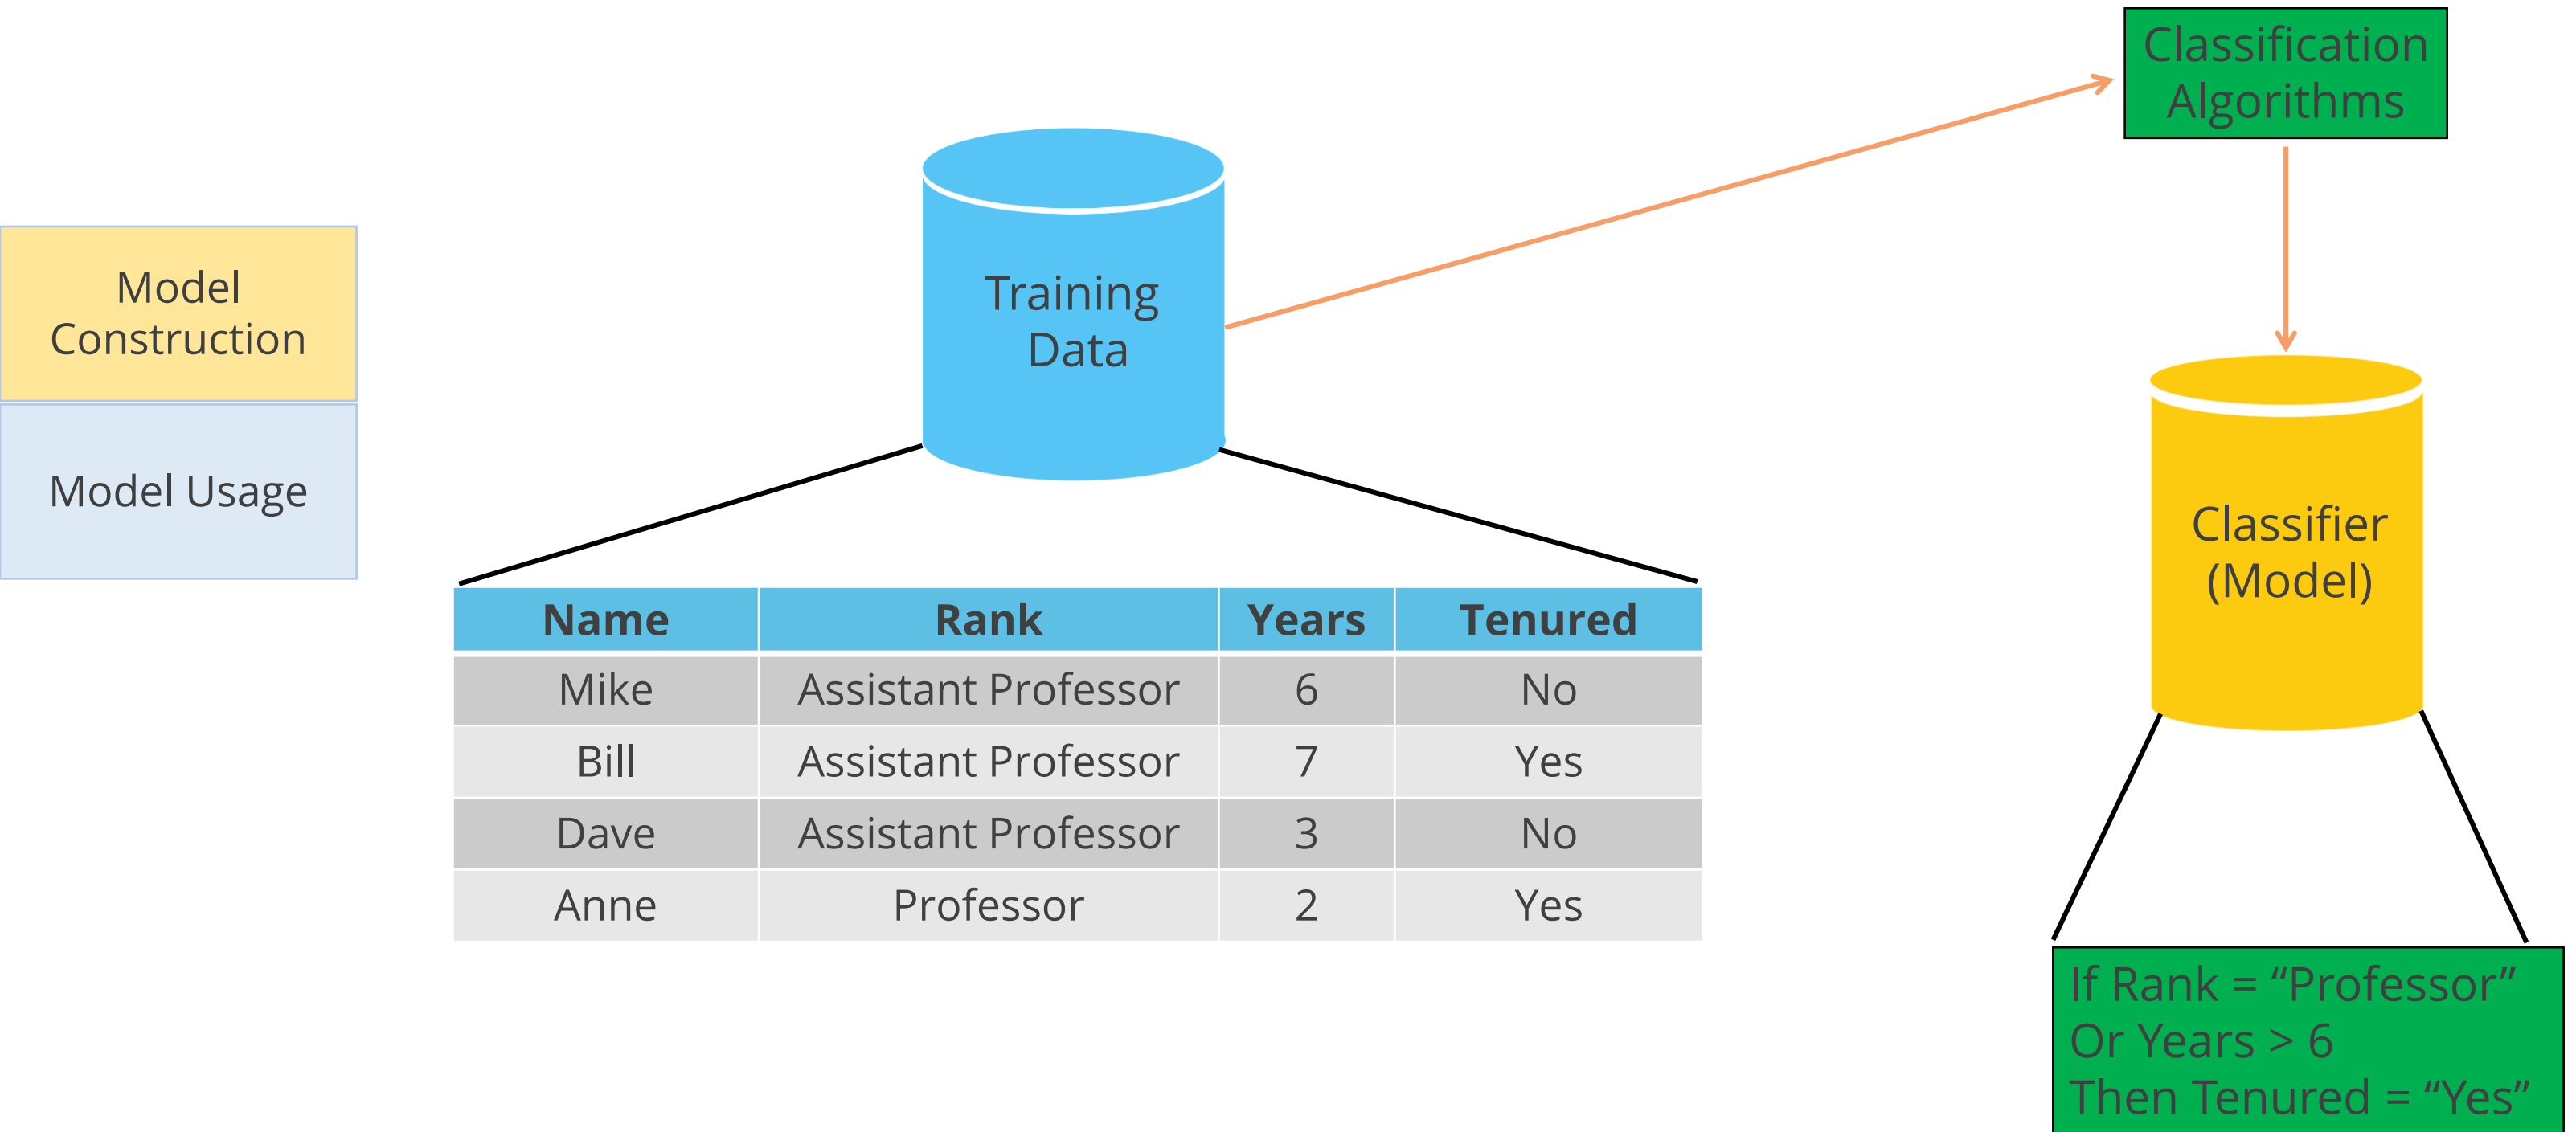 Model
Construction
Model Usage
Training
Data
Classification
Algorithms
Classifier
(Model)
Name Rank Years Tenured
Mike Assistant Professor 6 No
Bill Assistant Professor 7 Yes
Dave Assistant Professor 3 No
Anne Professor 2 Yes
If Rank = “Professor”
Or Years > 6
Then Tenured = “Yes”